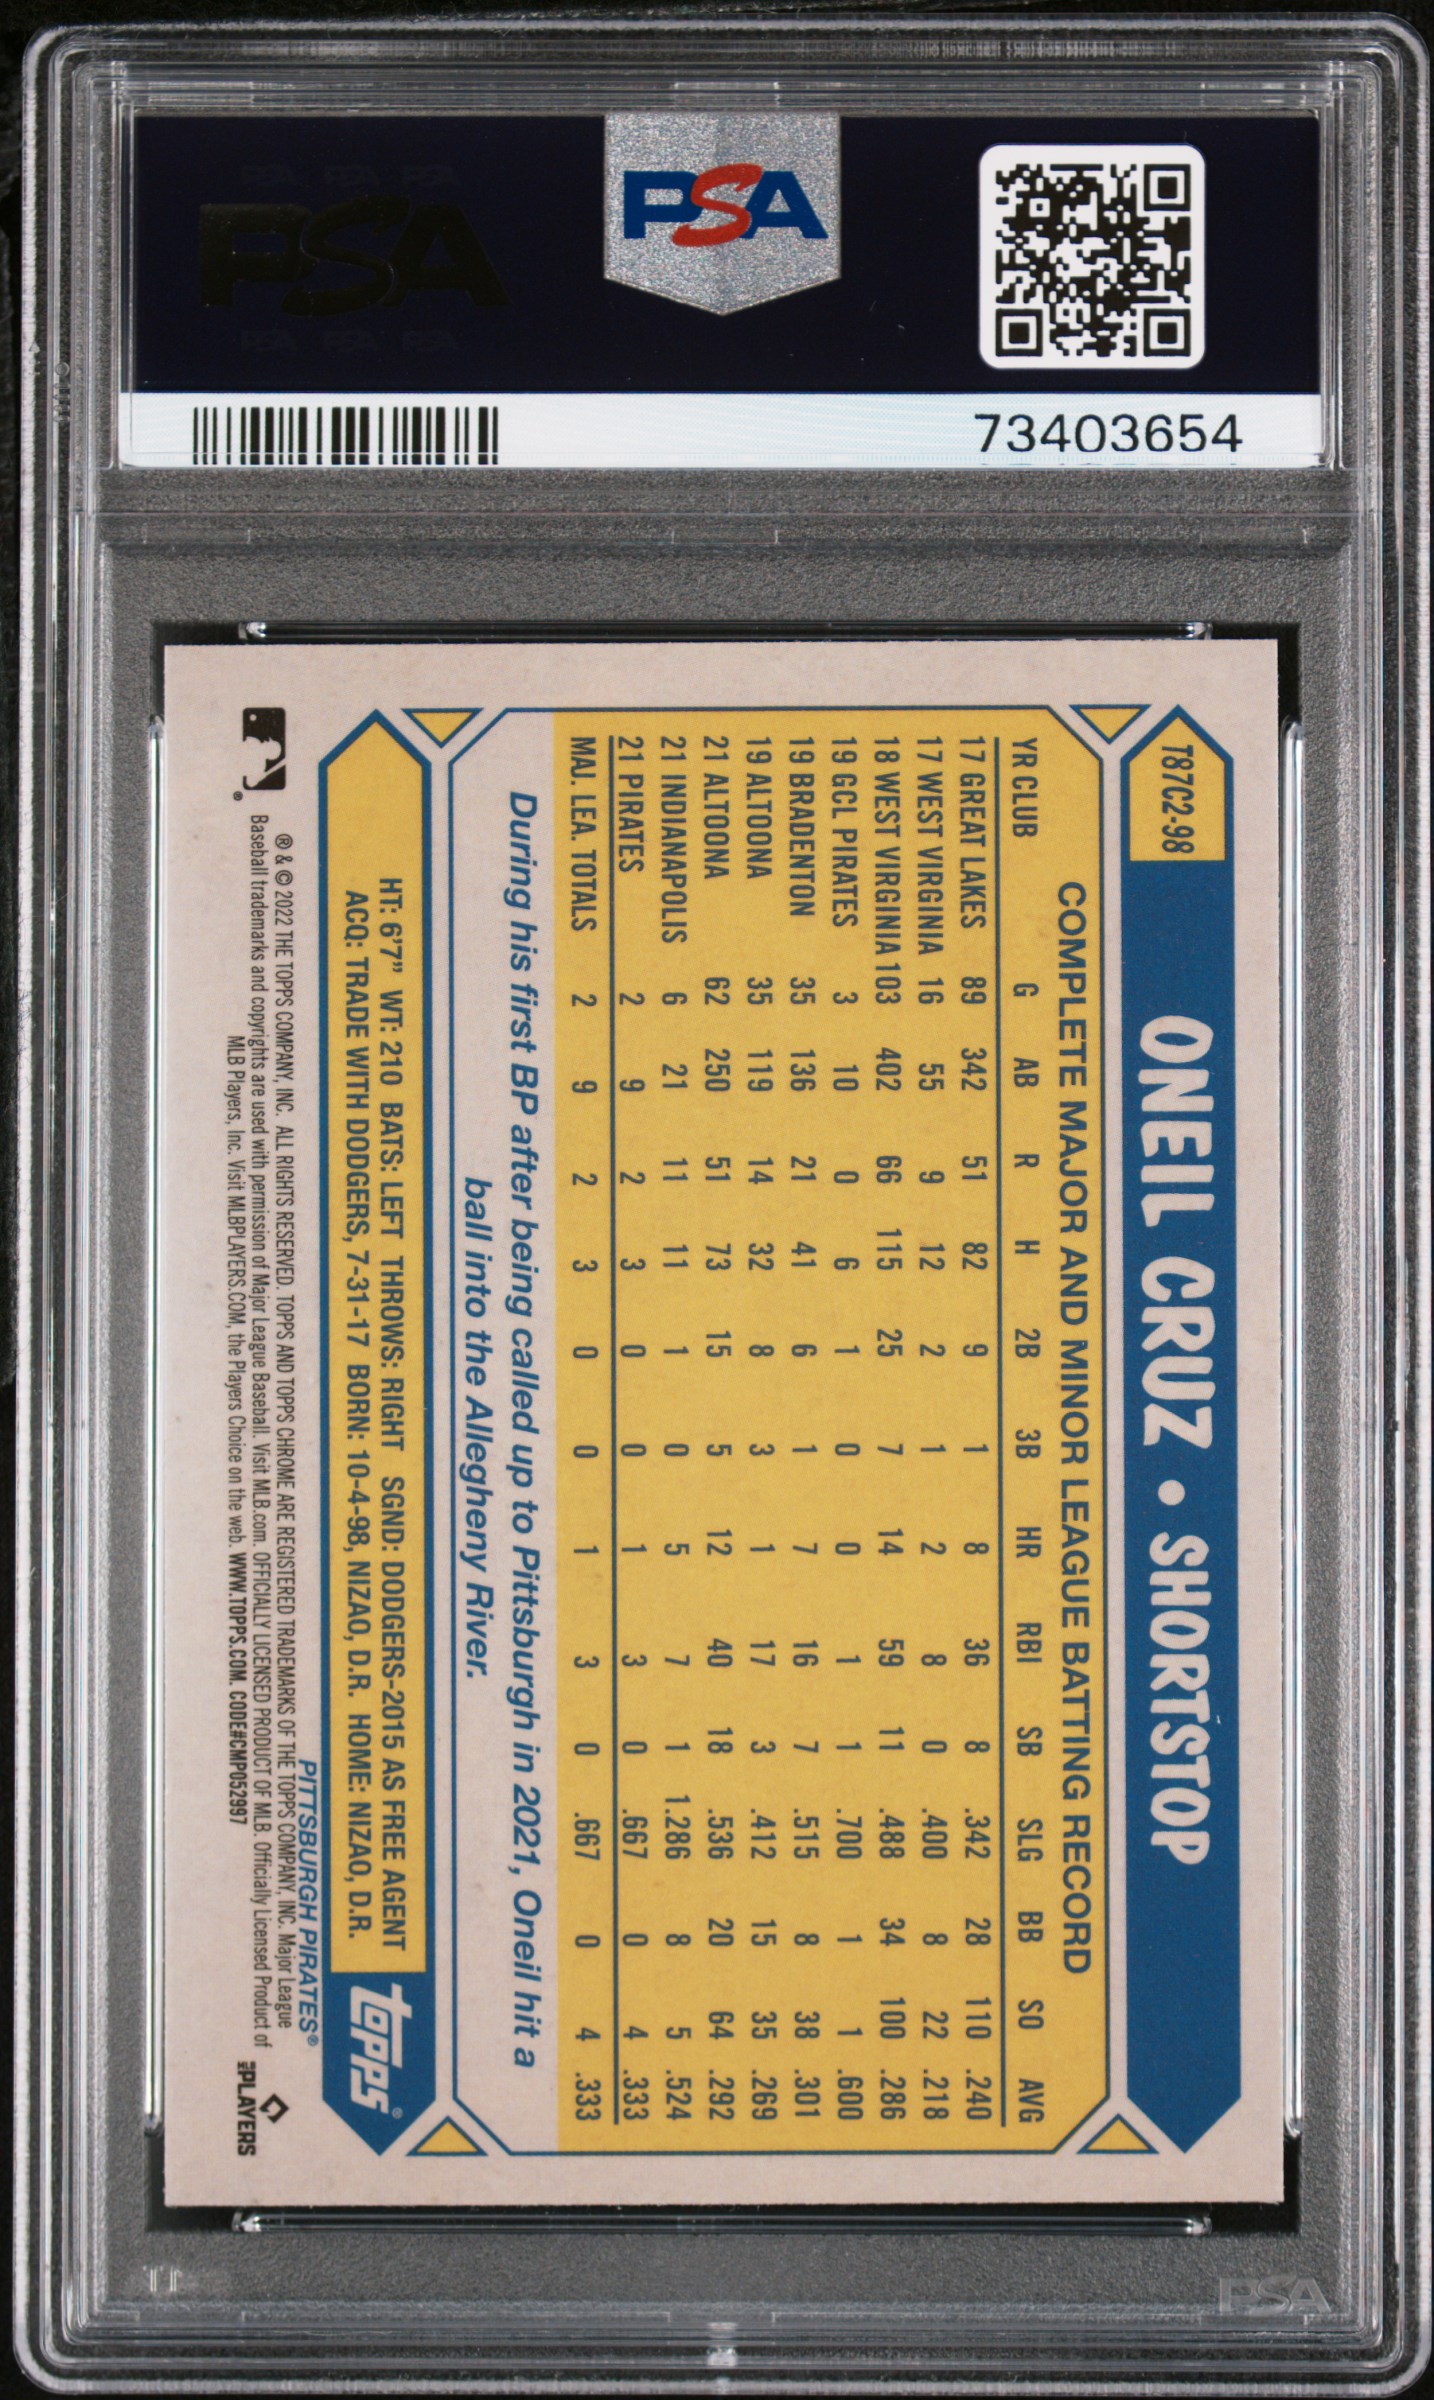 PSA
PSA
73403654
T87C2-98
ONEIL CRUZ • SHORTSTOP
COMPLETE MAJOR AND MINOR LEAGUE BATTING RECORD
YR CLUB G AB R H 2B 3B HR RBI SB SLG BB SO AVG
17 GREAT LAKES 89 342 51 82 9 1 8 36 8 .342 28 110 .240
17 WEST VIRGINIA 16 55 9 12 2 1 2 8 0 .400 8 22 .218
18 WEST VIRGINIA 103 402 66 115 25 7 14 59 11 .488 34 100 .286
19 GCL PIRATES 3 10 0 6 1 0 0 1 1 .700 1 1 .600
19 BRADENTON 35 136 21 41 6 1 7 16 7 .515 8 38 .301
19 ALTOONA 35 119 14 32 8 3 1 17 3 .412 15 35 .269
21 ALTOONA 62 250 51 73 15 5 12 40 18 .536 20 64 .292
21 INDIANAPOLIS 6 21 11 11 1 0 5 7 1 1.286 8 5 .524
21 PIRATES 2 9 2 3 0 0 1 3 0 .667 0 4 .333
MAJ. LEA. TOTALS 2 9 2 3 0 0 1 3 0 .667 0 4 .333
During his first BP after being called up to Pittsburgh in 2021, Oneil hit a
ball into the Allegheny River.
HT: 6'7" WT: 210 BATS: LEFT THROWS: RIGHT SGND: DODGERS-2015 AS FREE AGENT
ACQ: TRADE WITH DODGERS, 7-31-17 BORN: 10-4-98, NIZAO, D.R. HOME: NIZAO, D.R.
Topps®
PITTSBURGH PIRATES®
® & © 2022 THE TOPPS COMPANY, INC. ALL RIGHTS RESERVED. TOPPS AND TOPPS CHROME ARE REGISTERED TRADEMARKS OF THE TOPPS COMPANY, INC. Major League
Baseball trademarks and copyrights are used with permission of Major League Baseball. Visit MLB.com. OFFICIALLY LICENSED PRODUCT OF MLB. Officially Licensed Product of
MLB Players, Inc. Visit MLBPLAYERS.COM, the Players Choice on the web. WWW.TOPPS.COM. CODE#CMP052997
PLAYERS
PSA